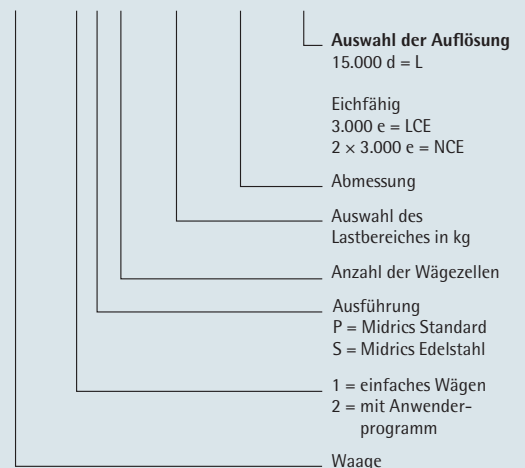 Auswahl der Auflösung
15.000 d = L
Eichfähig
3.000 e = LCE
2 × 3.000 e = NCE
Abmessung
Auswahl des
Lastbereiches in kg
Anzahl der Wägezellen
Ausführung
P = Midrics Standard
S = Midrics Edelstahl
1 = einfaches Wägen
2 = mit Anwender-
programm
Waage